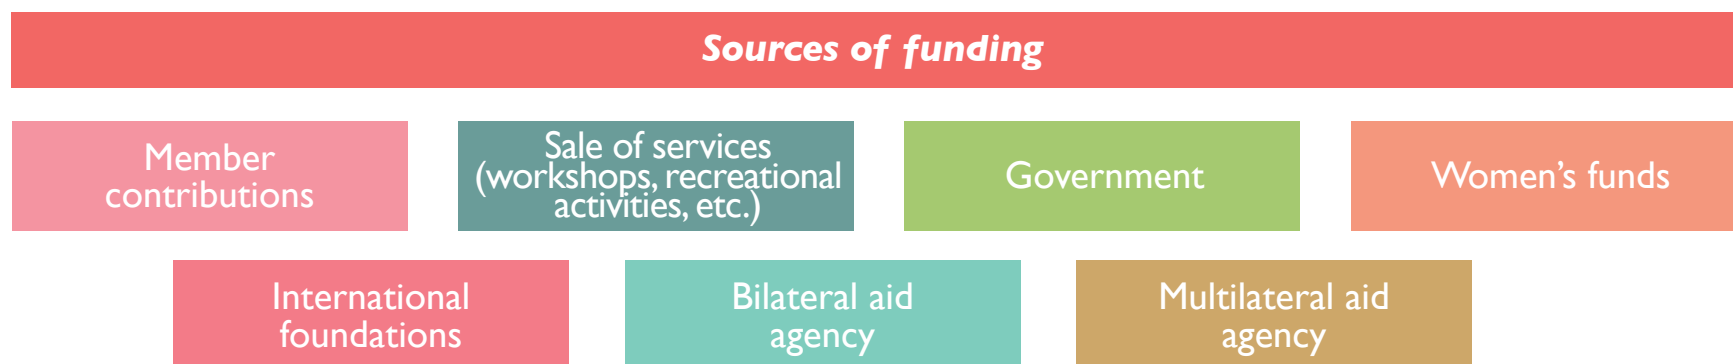 Sources of funding
Member
contributions
Sale of services
(workshops, recreational
activities, etc.)
Government
Women’s funds
International
foundations
Bilateral aid
agency
Multilateral aid
agency